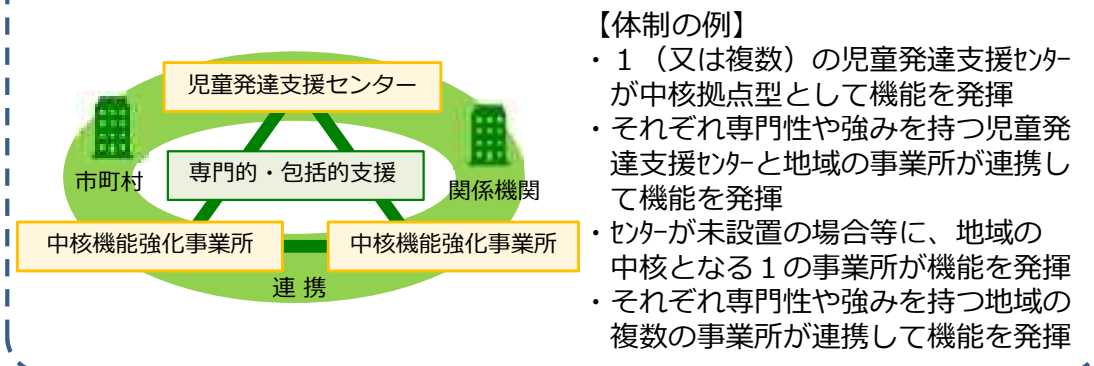 児童発達支援センター
市町村
専門的・包括的支援
関係機関
中核機能強化事業所
中核機能強化事業所
連 携
【体制の例】
・１（又は複数）の児童発達支援ｾﾝﾀｰ
が中核拠点型として機能を発揮
・それぞれ専門性や強みを持つ児童発
達支援ｾﾝﾀｰと地域の事業所が連携し
て機能を発揮
・ｾﾝﾀｰが未設置の場合等に、地域の
中核となる１の事業所が機能を発揮
・それぞれ専門性や強みを持つ地域の
複数の事業所が連携して機能を発揮